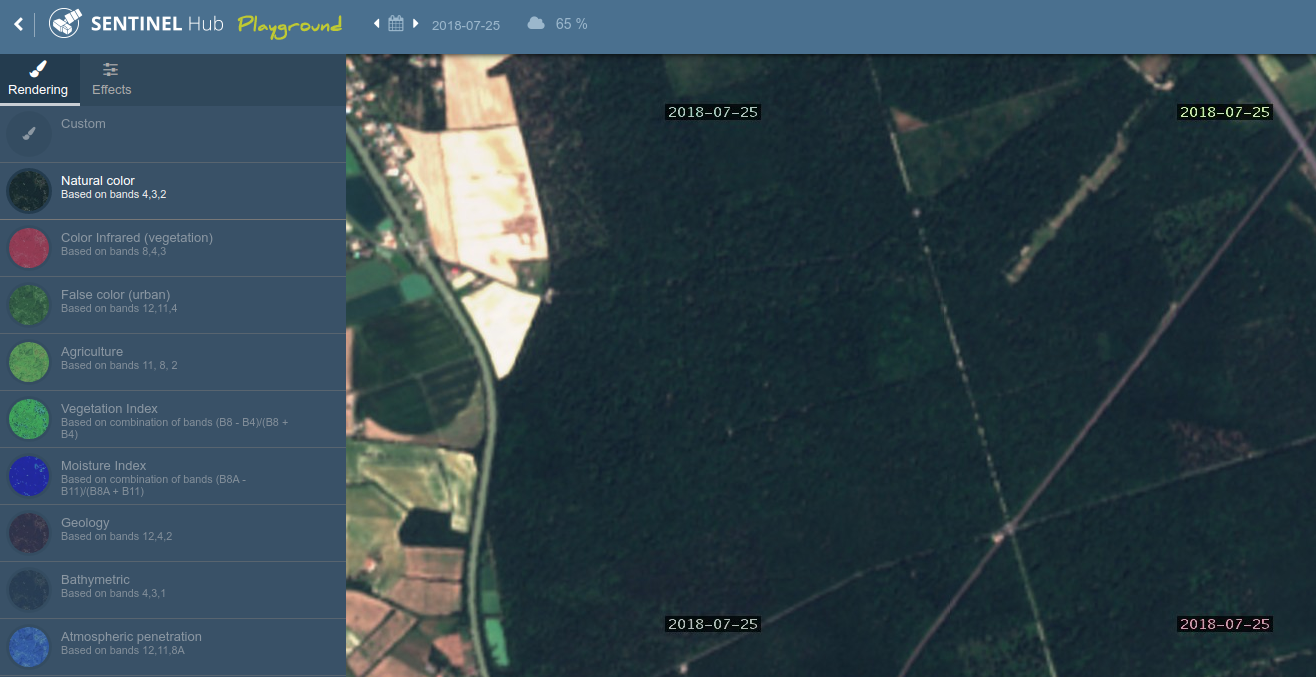 SENTINEL Hub Playground 2018-07-25 65 %
Rendering Effects
Custom
Natural color
Based on bands 4,3,2
Color Infrared (vegetation)
Based on bands 8,4,3
False color (urban)
Based on bands 12,11,4
Agriculture
Based on bands 11, 8, 2
Vegetation Index
Based on combination of bands (B8 - B4)/(B8 +
B4)
Moisture Index
Based on combination of bands (B8A -
B11)/(B8A + B11)
Geology
Based on bands 12,4,2
Bathymetric
Based on bands 4,3,1
Atmospheric penetration
Based on bands 12,11,8A
2018-07-25 2018-07-25
2018-07-25 2018-07-25